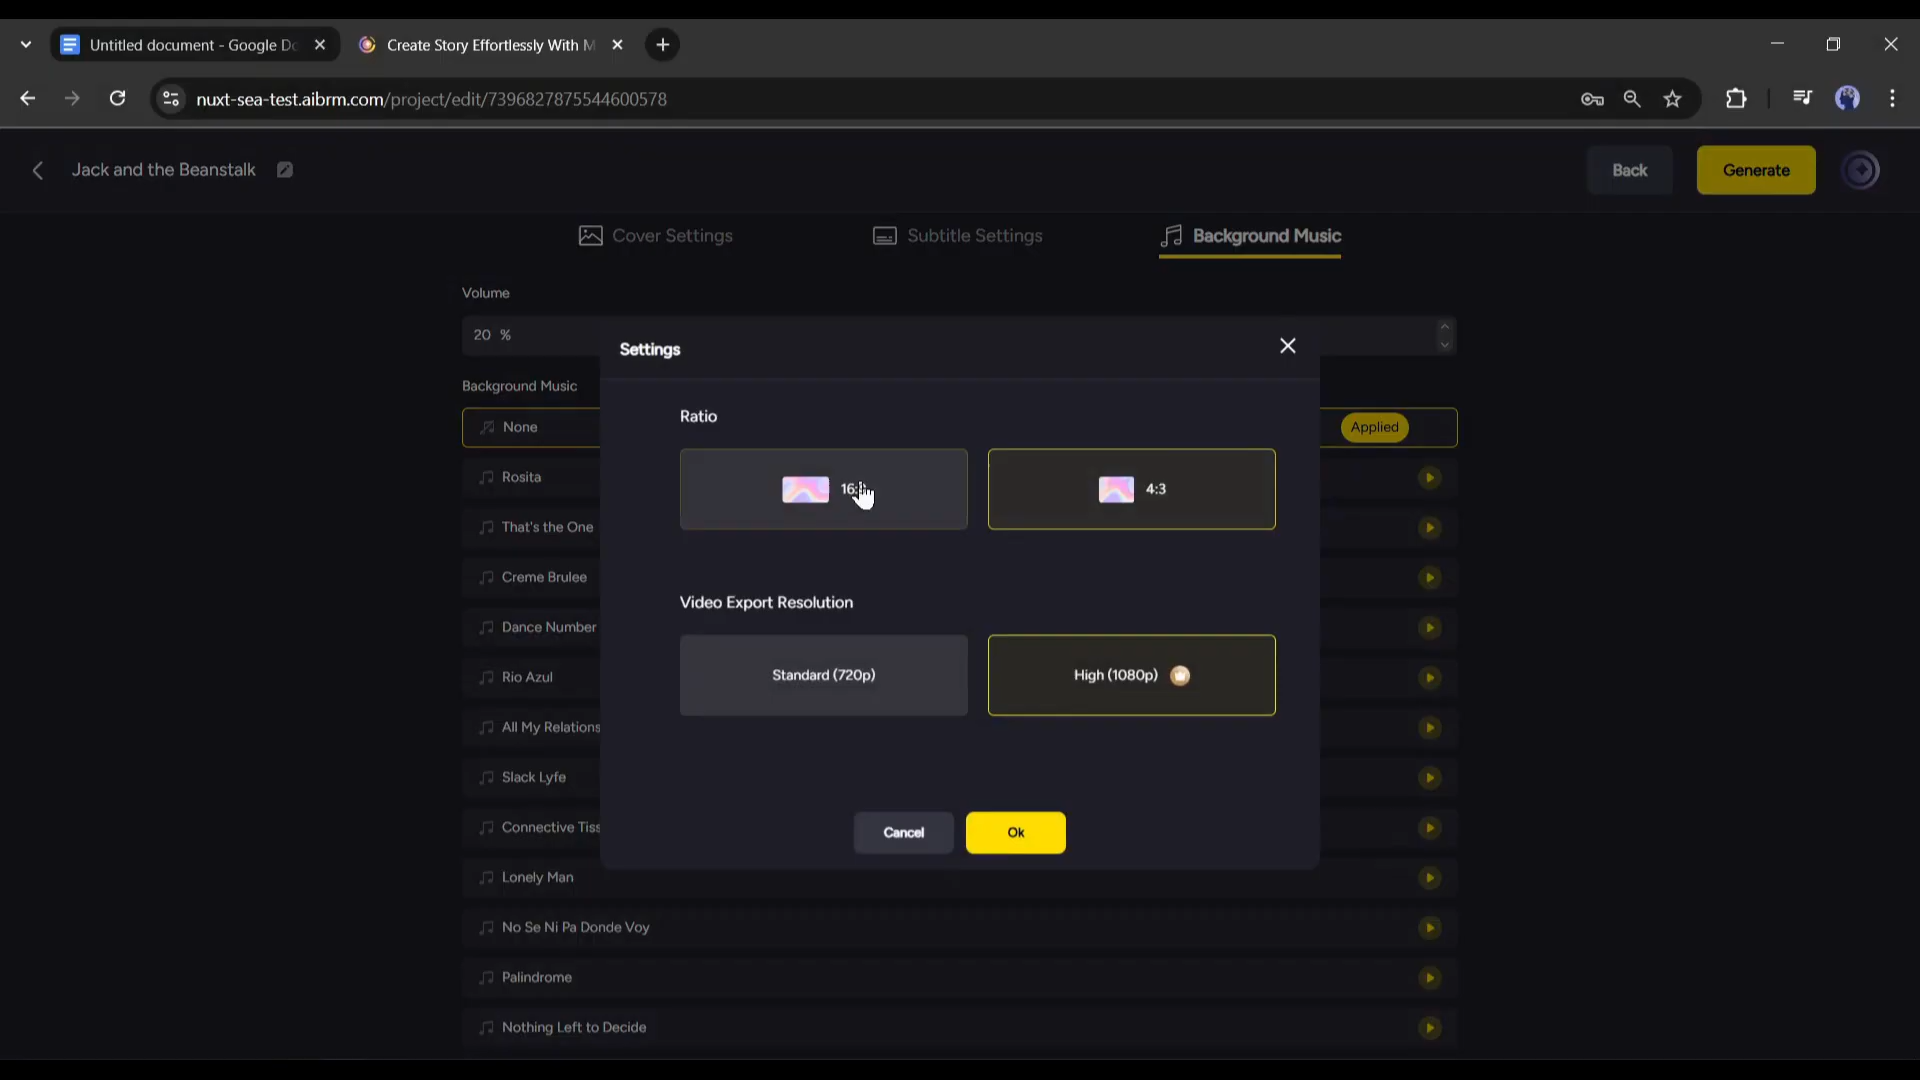 Untitled document - Google Do
Create Story Effortlessly With M
nuxt-sea-test.aibrm.com/project/edit/7396827875544600578
Jack and the Beanstalk
Back
Generate
Cover Settings
Subtitle Settings
Background Music
Volume
20 %
Settings
Background Music
Ratio
None
Applied
Rosita
4:3
That's the One
Creme Brulee
Video Export Resolution
Dance Number
Rio Azul
Standard (720p)
High (1080p)
All My Relations
Slack Lyfe
Connective Tiss
Cancel
Ok
Lonely Man
No Se Ni Pa Donde Voy
Palindrome
Nothing Left to Decide